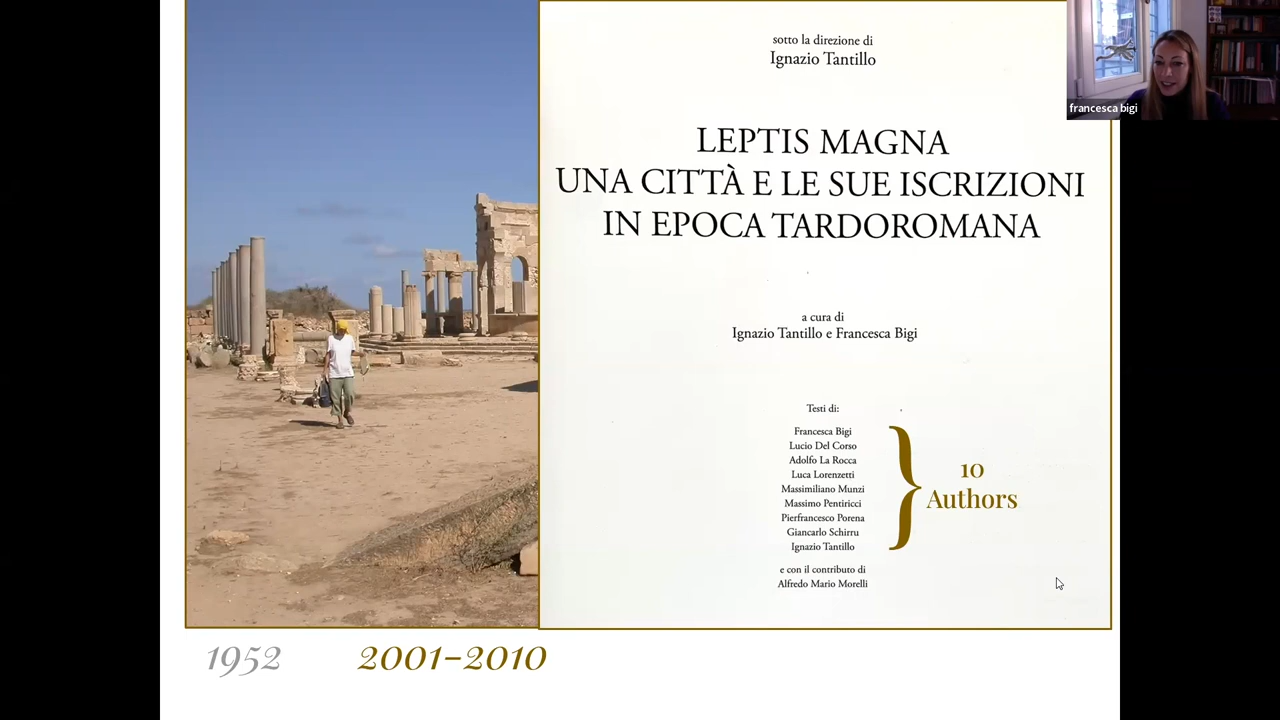 sotto la direzione di
Ignazio Tantillo
LEPTIS MAGNA
UNA CITTÀ E LE SUE ISCRIZIONI
IN EPOCA TARDOROMANA
a cura di
Ignazio Tantillo e Francesca Bigi
Testi di:
Francesca Bigi
Lucio Del Corso
Adolfo La Rocca
Luca Lorenzetti
Massimiliano Munzi
Massimo Pentiricci
Pierfrancesco Porena
Giancarlo Schirru
Ignazio Tantillo
e con il contributo di
Alfredo Mario Morelli
10
Authors
francesca bigi
1952
2001-2010